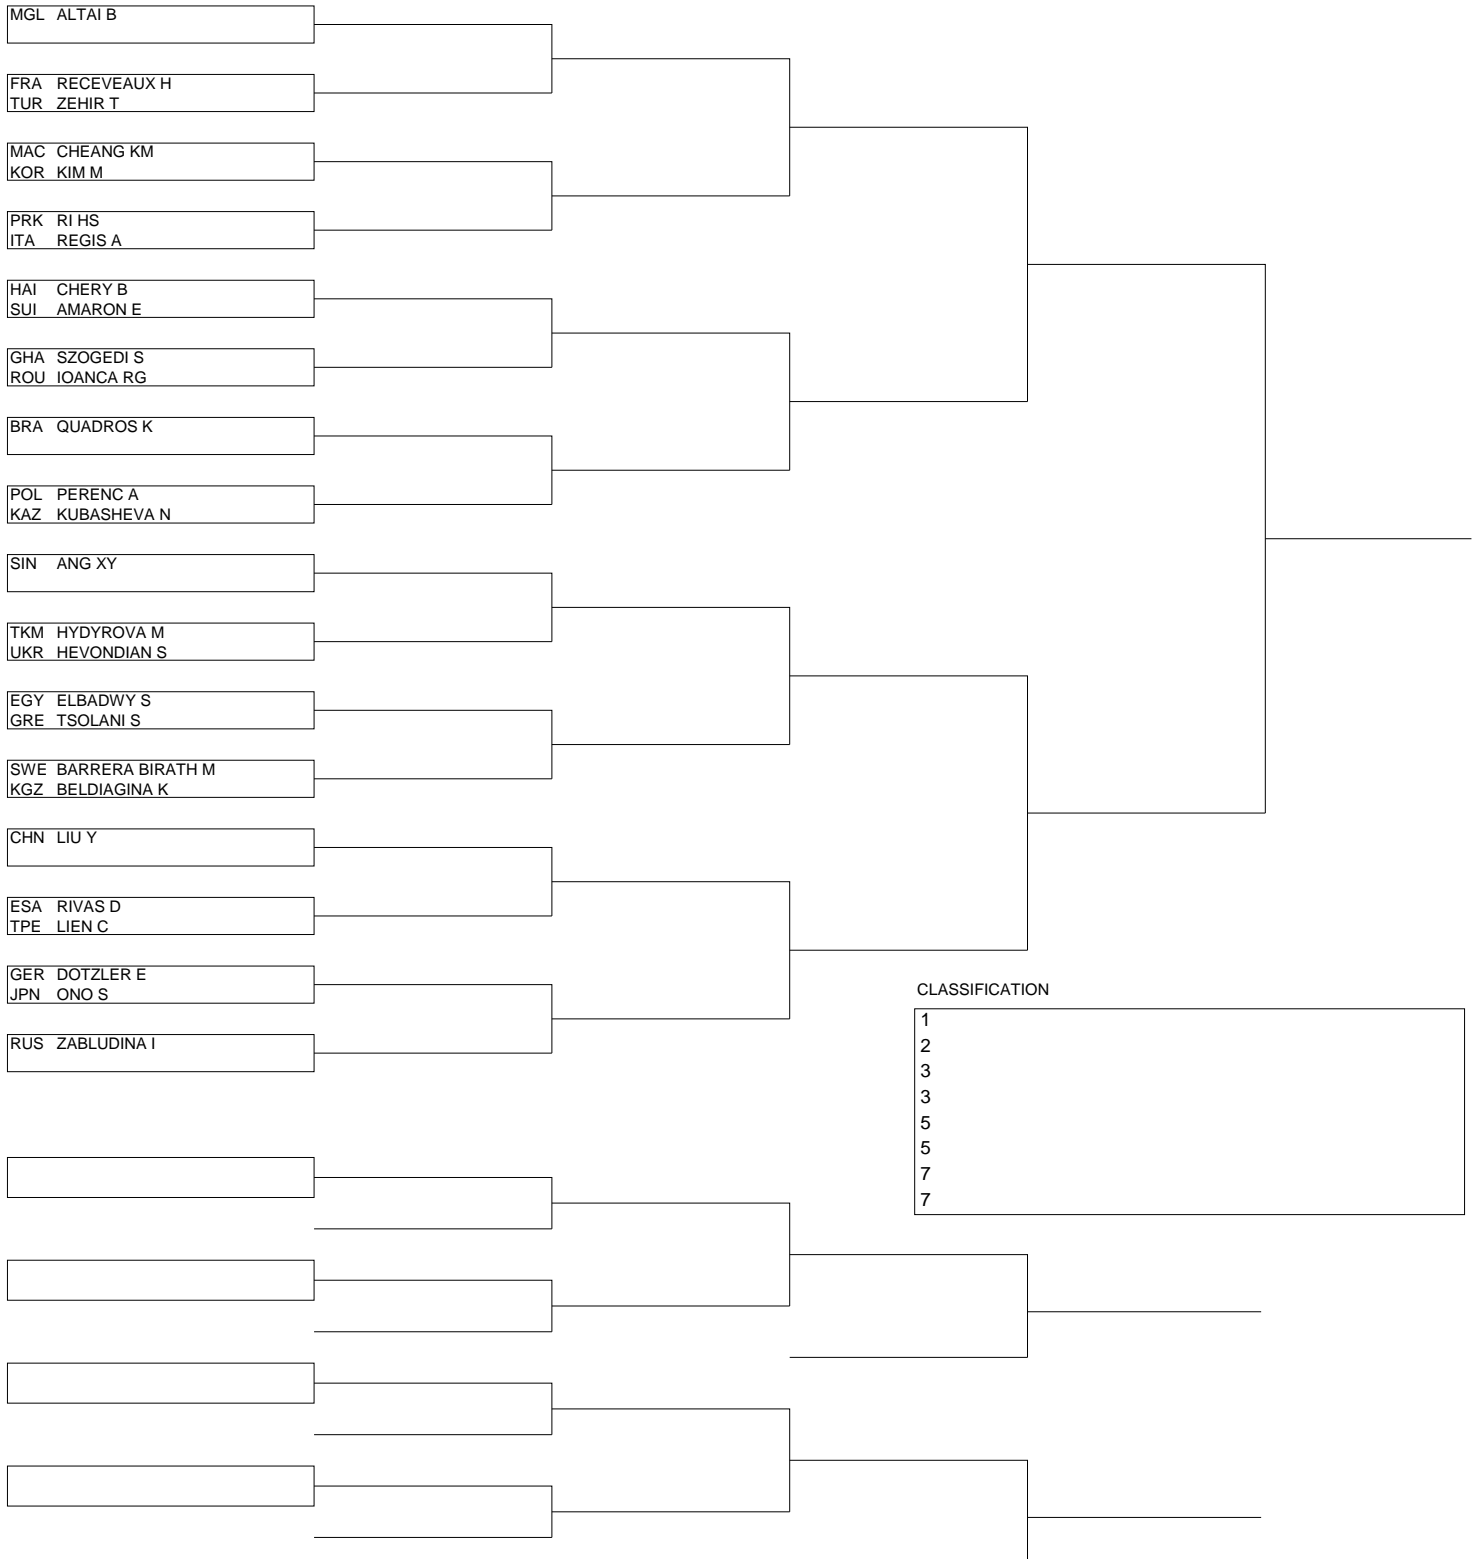 MGL ALTAI B
FRA RECEVEAUX H
TUR ZEHIR T
MAC CHEANG KM
KOR KIM M
PRK RI HS
ITA REGIS A
HAI CHERY B
SUI AMARON E
GHA SZOGEDI S
ROU IOANCA RG
BRA QUADROS K
POL PERENC A
KAZ KUBASHEVA N
SIN ANG XY
TKM HYDYROVA M
UKR HEVONDIAN S
EGY ELBADWY S
GRE TSOLANI S
SWE BARRERA BIRATH M
KGZ BELDIAGINA K
CHN LIU Y
ESA RIVAS D
TPE LIEN C
GER DOTZLER E
JPN ONO S
RUS ZABLUDINA I
CLASSIFICATION
1
2
3
3
5
5
7
7